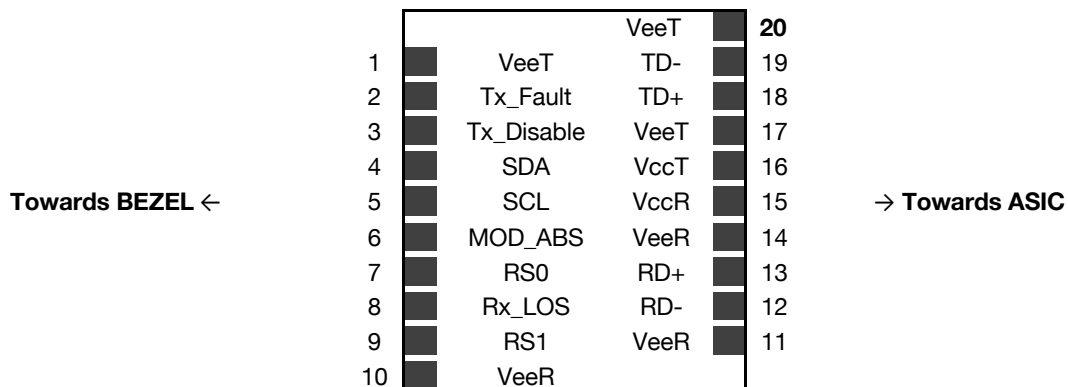 VeeT 20
1 VeeT TD- 19
2 Tx_Fault TD+ 18
3 Tx_Disable VeeT 17
4 SDA VccT 16
Towards BEZEL ← 5 SCL VccR 15 → Towards ASIC
6 MOD_ABS VeeR 14
7 RS0 RD+ 13
8 Rx_LOS RD- 12
9 RS1 VeeR 11
10 VeeR